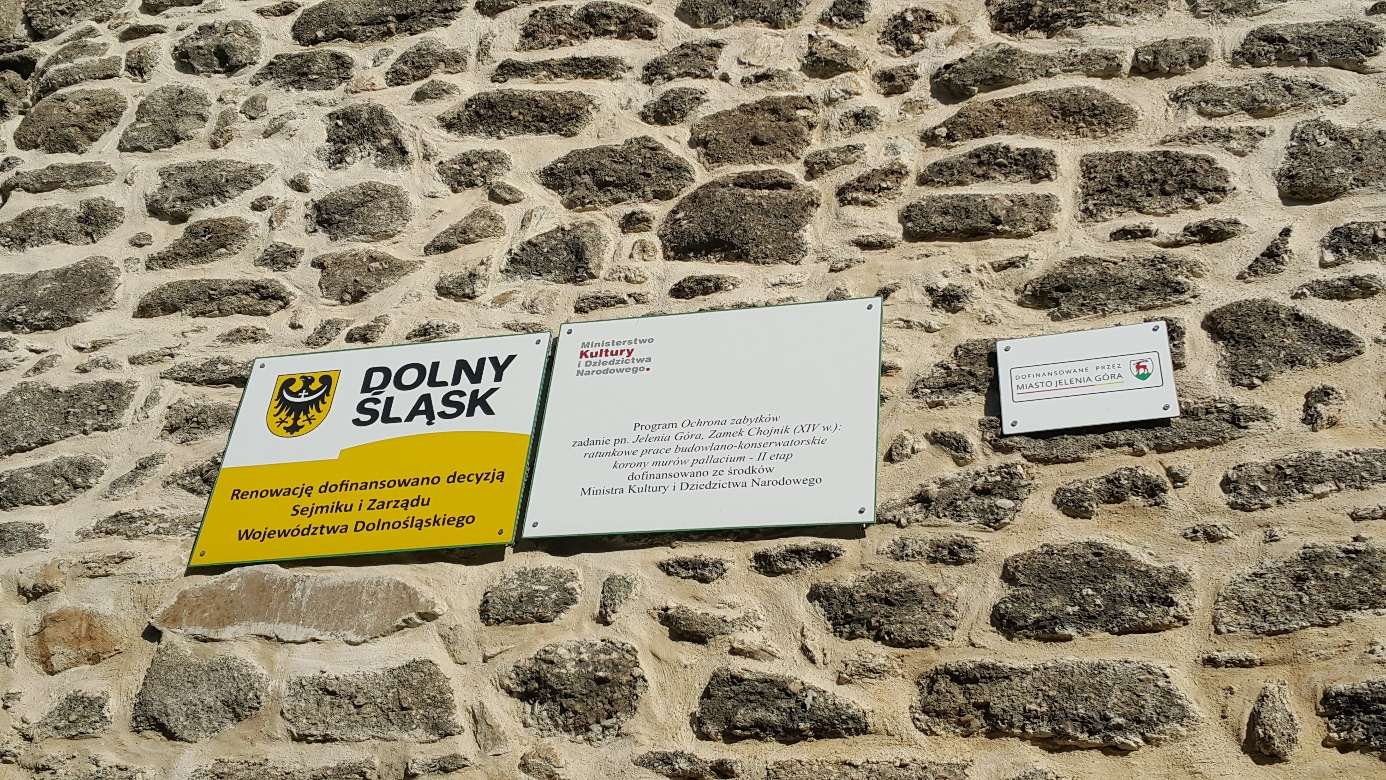 DOLNY
ŚLĄSK
Renowację dofinansowano decyzją
Sejmiku i Zarządu
Województwa Dolnośląskiego
Ministerstwo
Kultury
i Dziedzictwa
Narodowego.
Program Ochrona zabytków
zadanie pn. Jelenia Góra, Zamek Chojnik (XIV w.):
ratunkowe prace budowlano-konserwatorskie
korony murów pallacium - II etap
dofinansowano ze środków
Ministra Kultury i Dziedzictwa Narodowego
DOFINANSOWANE PRZEZ
MIASTO JELENIA GÓRA